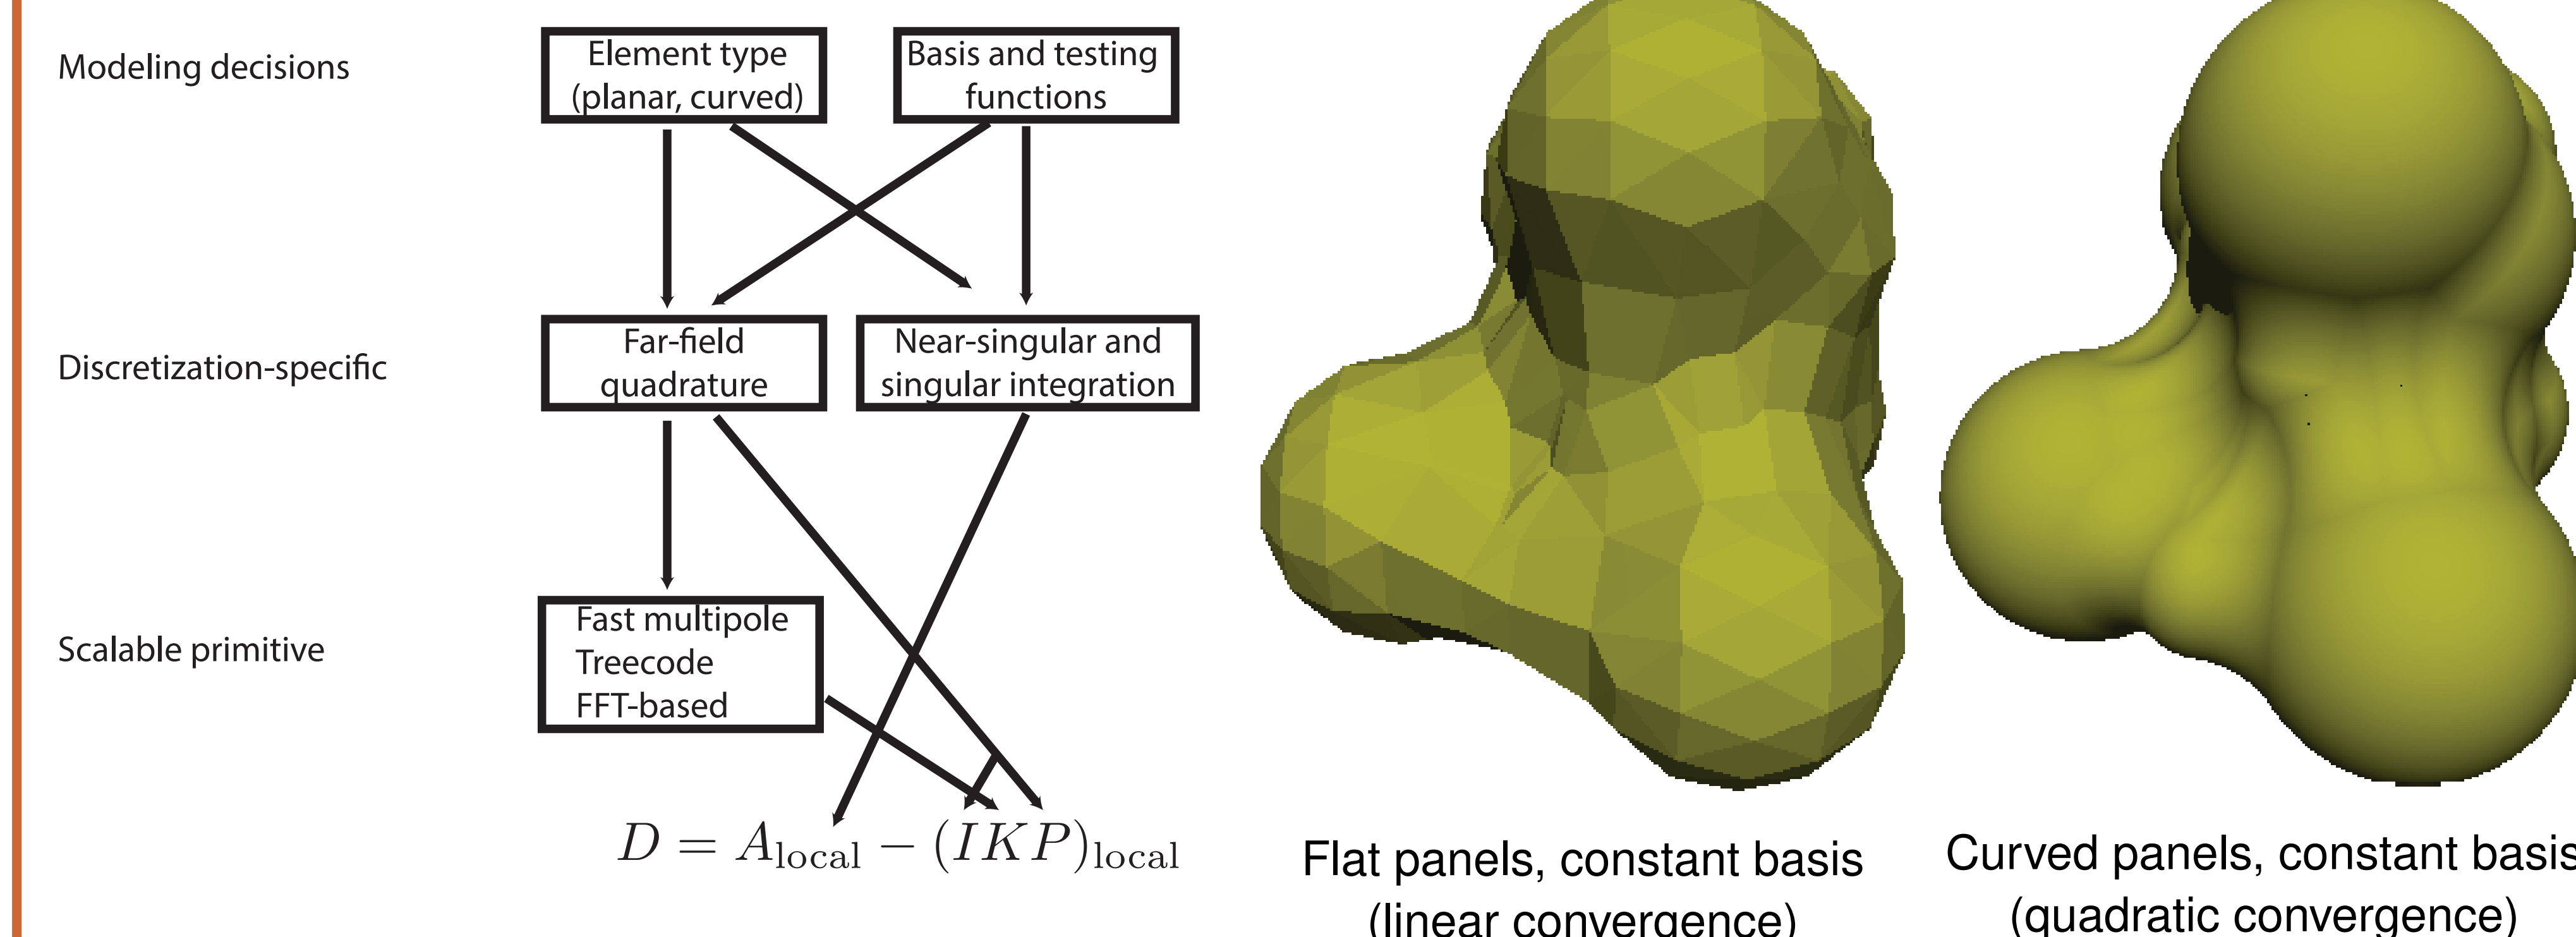 Modeling decisions
Element type
(planar, curved)
Basis and testing
functions
Discretization-specific
Far-field
quadrature
Near-singular and
singular integration
Scalable primitive
Fast multipole
Treecode
FFT-based
D = A_local − (IKP)_local
Flat panels, constant basis
(linear convergence)
Curved panels, constant basis
(quadratic convergence)